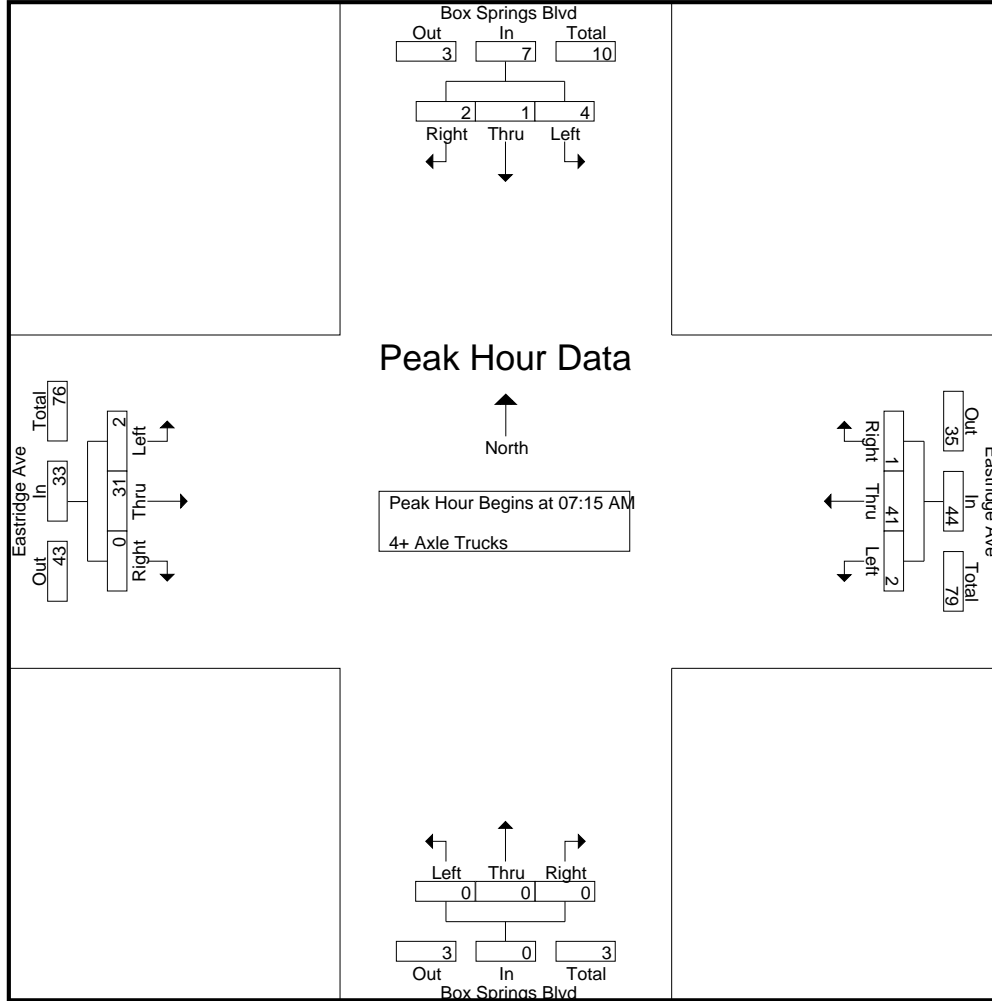 Box Springs Blvd
Out In Total
3 7 10
2 1 4
Right Thru Left
Peak Hour Data
North
Peak Hour Begins at 07:15 AM
4+ Axle Trucks
Eastridge Ave
Out In Total
43 33 76
0 31 2
Right Thru Left
Eastridge Ave
Out In Total
35 44 79
1 41 2
Right Thru Left
Left Thru Right
0 0 0
3 0 3
Out In Total
Box Springs Blvd